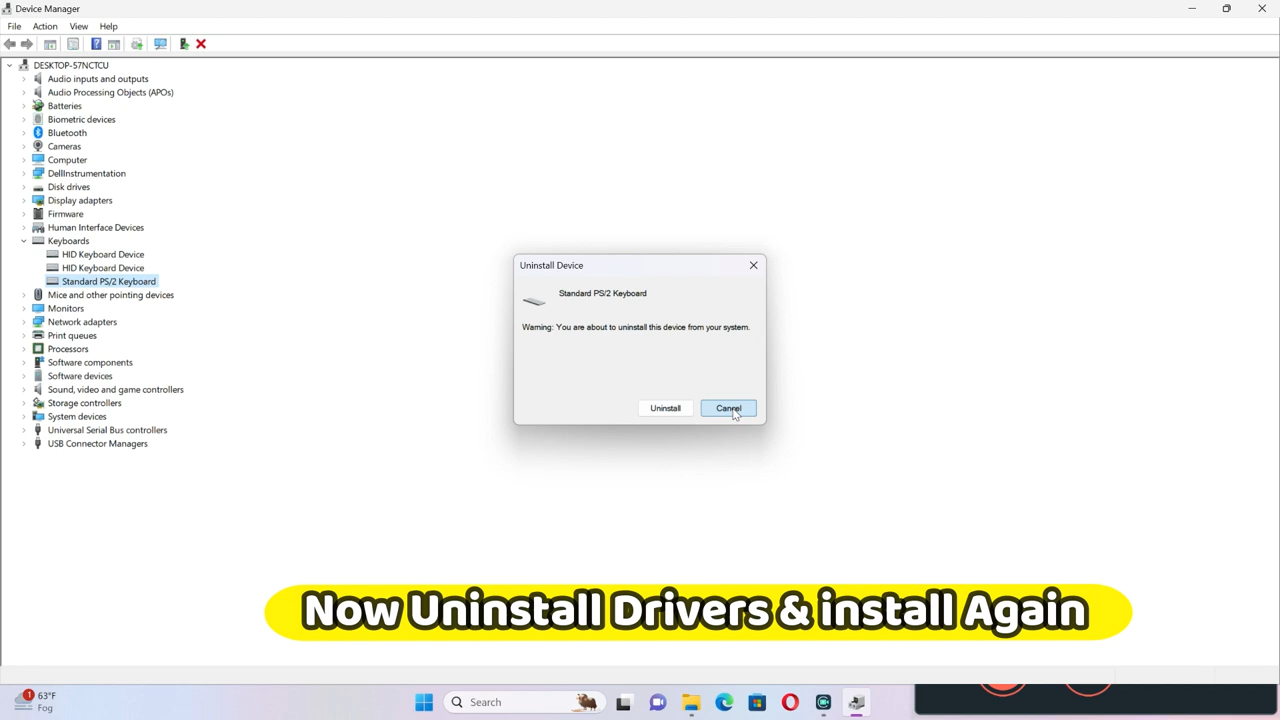 Device Manager
File Action View Help
DESKTOP-57NCTCU
Audio inputs and outputs
Audio Processing Objects (APOs)
Batteries
Biometric devices
Bluetooth
Cameras
Computer
DellInstrumentation
Disk drives
Display adapters
Firmware
Human Interface Devices
Keyboards
HID Keyboard Device
HID Keyboard Device
Standard PS/2 Keyboard
Mice and other pointing devices
Monitors
Network adapters
Print queues
Processors
Software components
Software devices
Sound, video and game controllers
Storage controllers
System devices
Universal Serial Bus controllers
USB Connector Managers
Uninstall Device
Standard PS/2 Keyboard
Warning: You are about to uninstall this device from your system.
Uninstall Cancel
Now Uninstall Drivers & install Again
1
63°F
Fog
Search